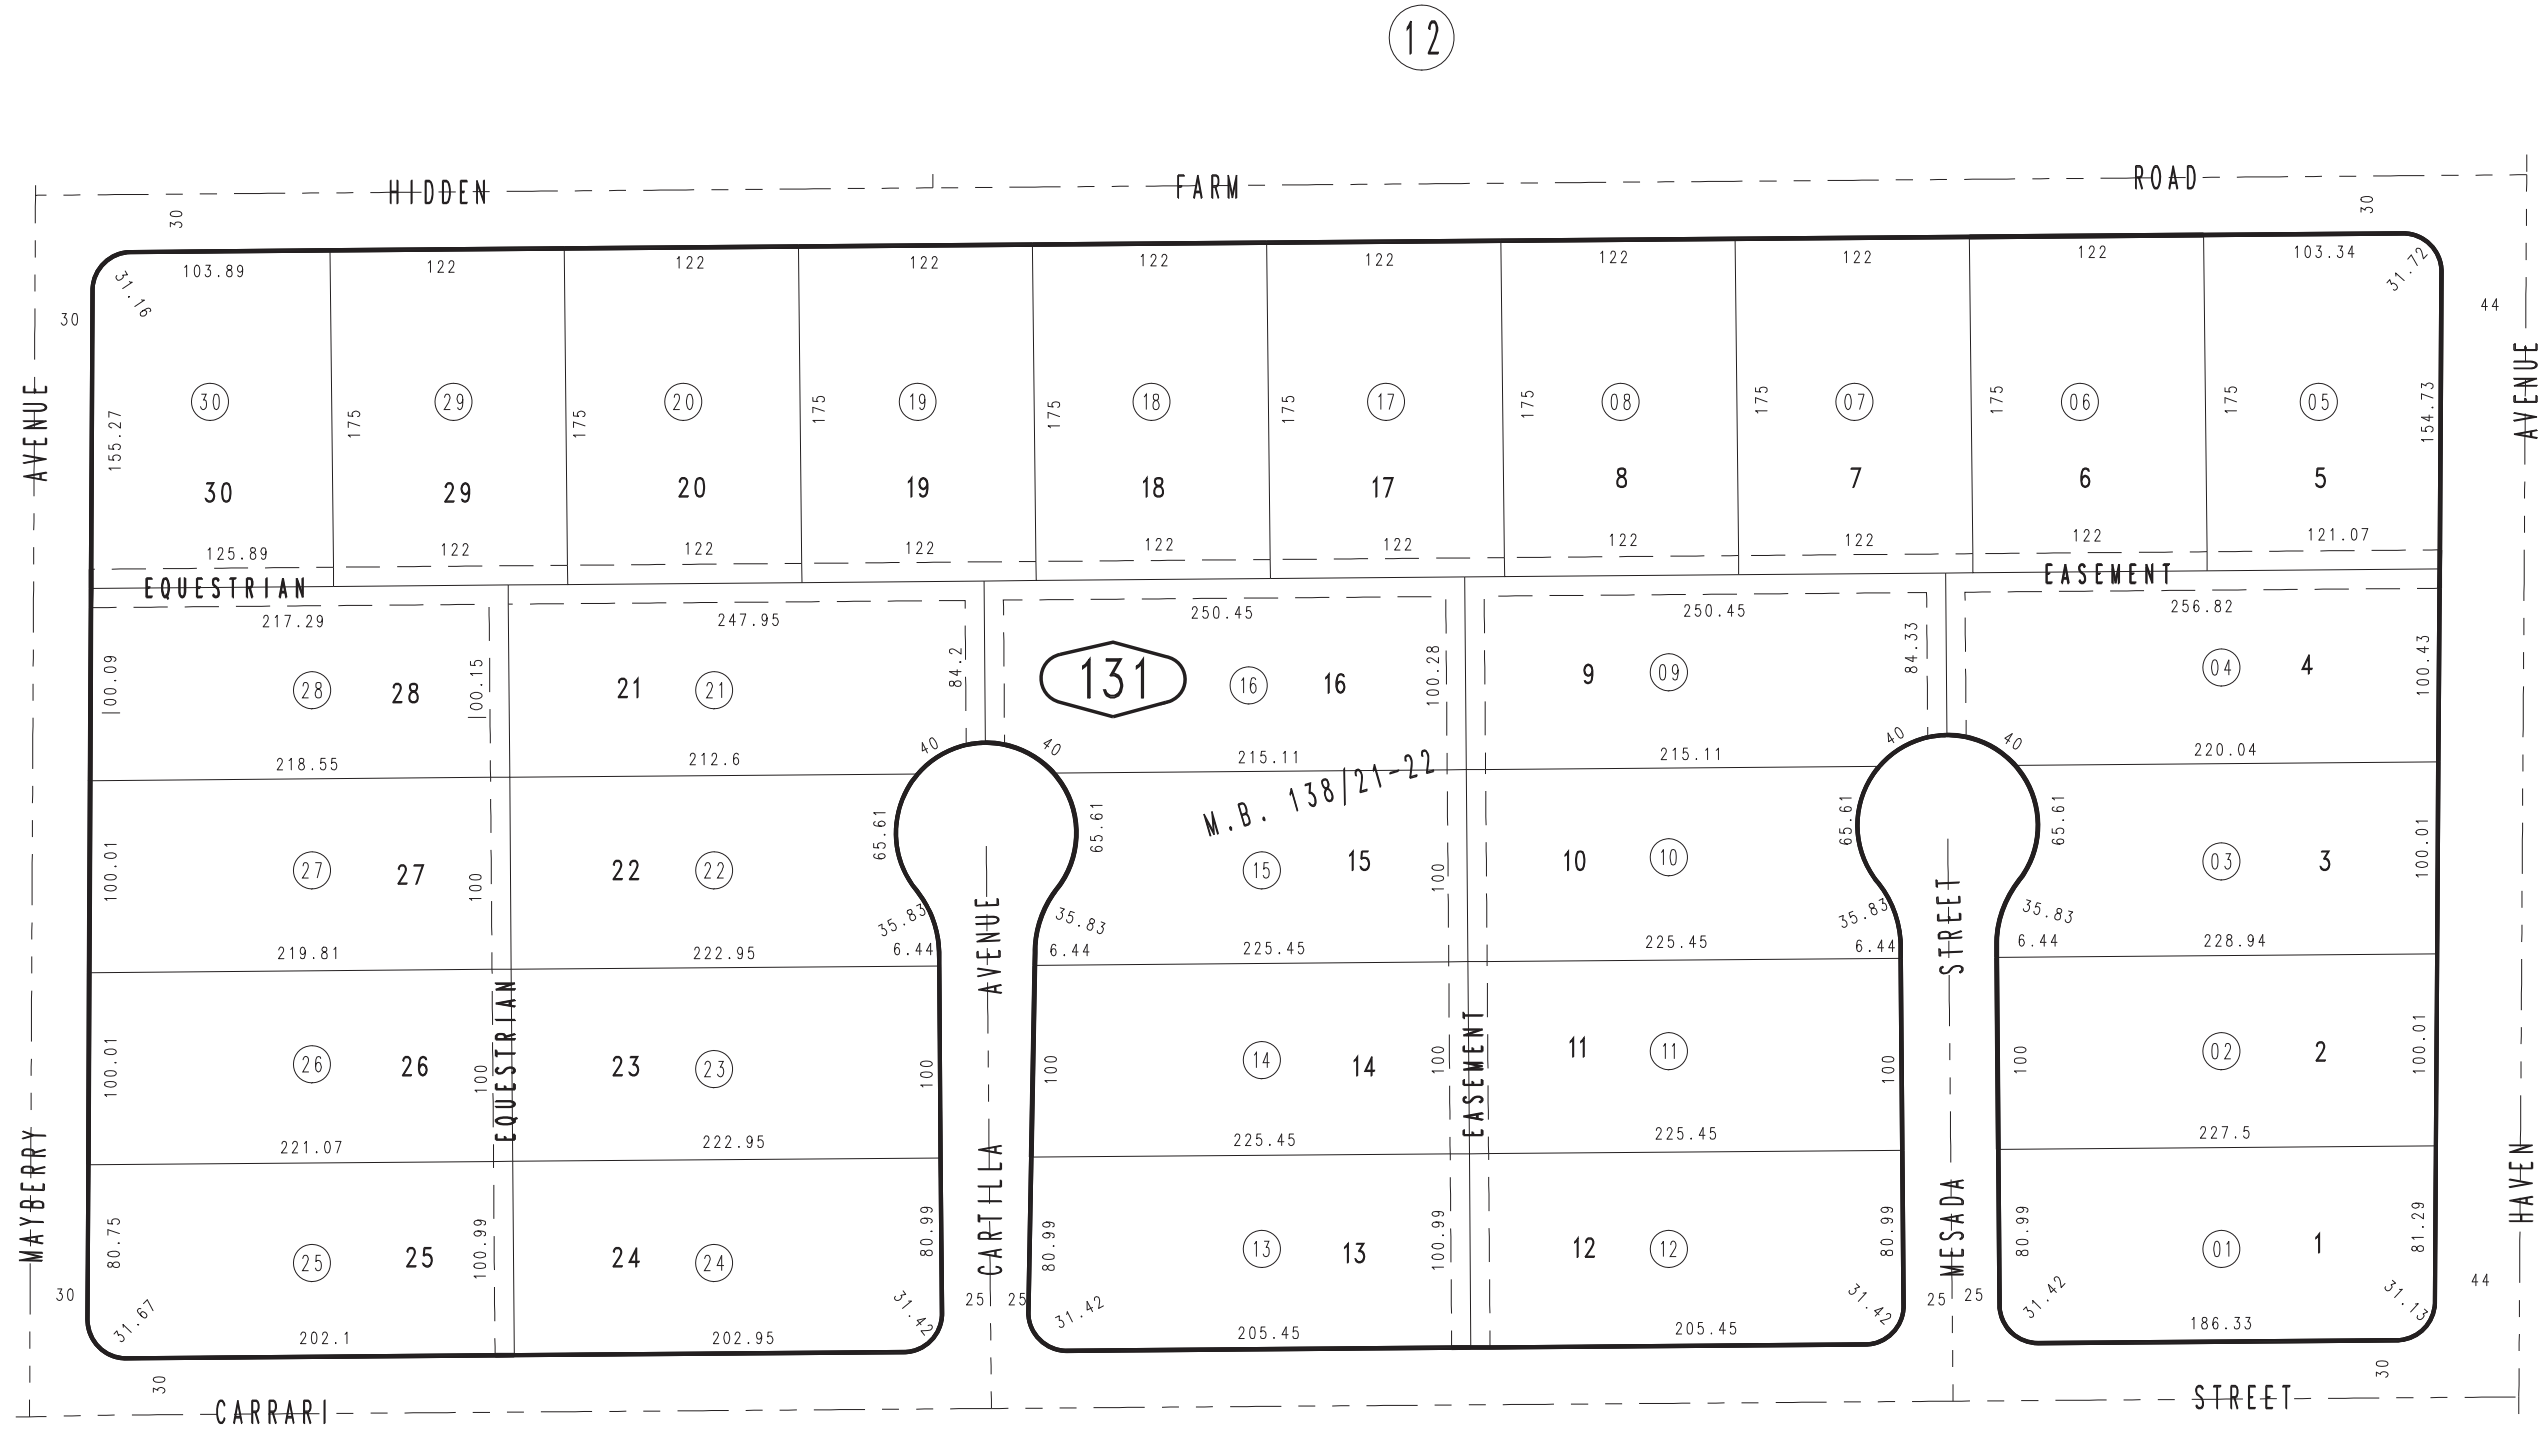 12
HIDDEN FARM ROAD
30 30
103.89 122 122 122 122 122 122 122 122 103.34
31.16 31.72
30 44
AVENUE AVENUE
30 29 20 19 18 17 08 07 06 05
155.27 175 175 175 175 175 175 175 175 175 154.73
30 29 20 19 18 17 8 7 6 5
125.89 122 122 122 122 122 122 122 122 121.07
EQUESTRIAN EASEMENT
217.29 247.95 250.45 250.45 256.82
100.09 28 28 100.15 21 21 84.2 131 16 16 100.28 9 09 84.33 04 4 100.43
218.55 212.6 40 40 215.11 215.11 40 40 220.04
M.B. 138/21-22
65.61 65.61 65.61 65.61
100.01 27 27 100 22 22 15 15 100 10 10 03 3 100.01
35.83 35.83 35.83 35.83
219.81 222.95 6.44 6.44 225.45 225.45 6.44 6.44 228.94
AVENUE STREET
EQUESTRIAN EASEMENT
100.01 26 26 100 23 23 100 100 14 14 100 11 11 100 100 02 2 100.01
221.07 222.95 225.45 225.45 227.5
MAYBERRY CARTILLA MESADA HAVEN
80.75 25 25 100.99 24 24 80.99 80.99 13 13 100.99 12 12 80.99 80.99 01 1 81.29
30 25 25 25 25 44
31.67 31.42 31.42 31.42 31.42 31.13
202.1 202.95 205.45 205.45 186.33
30 30
CARRARI STREET